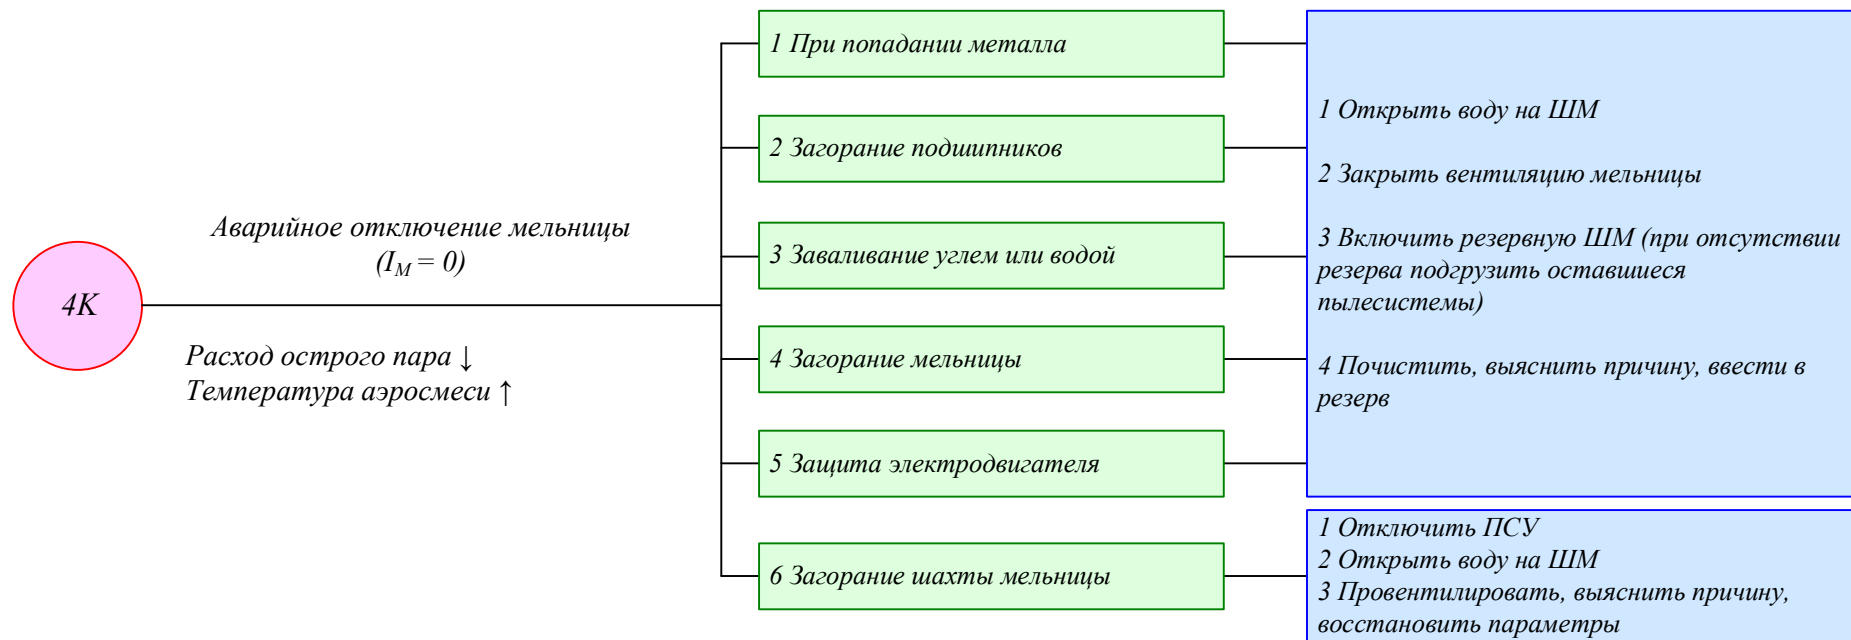 4К
Аварийное отключение мельницы
(I_М = 0)
Расход острого пара ↓
Температура аэросмеси ↑
1 При попадании металла
2 Загорание подшипников
3 Заваливание углем или водой
4 Загорание мельницы
5 Защита электродвигателя
6 Загорание шахты мельницы
1 Открыть воду на ШМ
2 Закрыть вентиляцию мельницы
3 Включить резервную ШМ (при отсутствии
резерва подгрузить оставшиеся
пылесистемы)
4 Почистить, выяснить причину, ввести в
резерв
1 Отключить ПСУ
2 Открыть воду на ШМ
3 Провентилировать, выяснить причину,
восстановить параметры